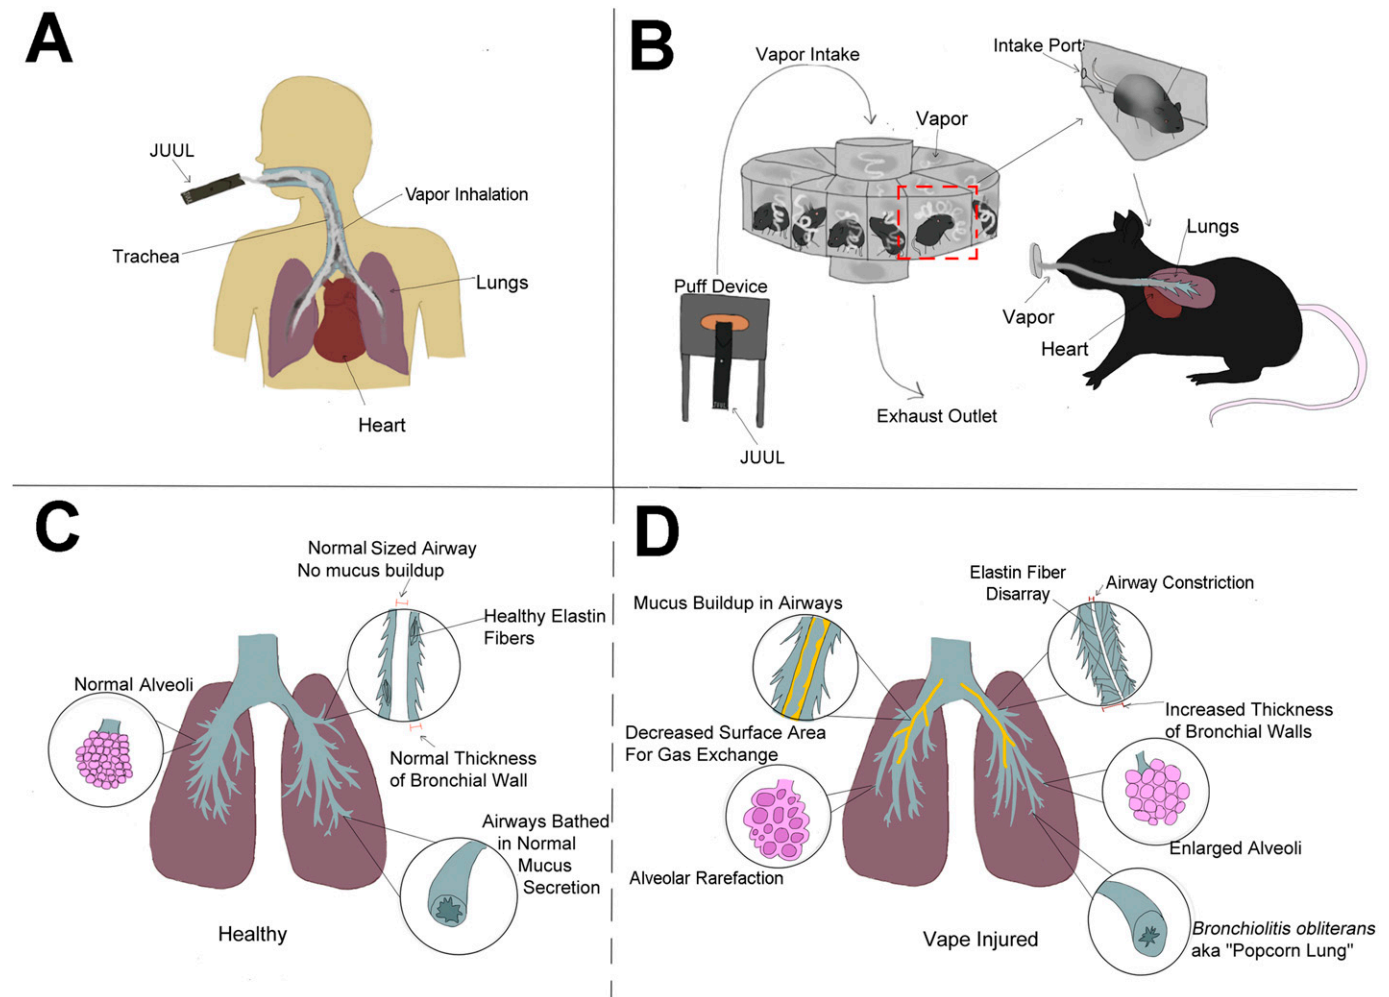 A
JUUL
Vapor Inhalation
Trachea
Lungs
Heart
B
Vapor Intake
Intake Port
Vapor
Lungs
Puff Device
Vapor
Heart
Exhaust Outlet
JUUL
JUUL
C
Normal Sized Airway
No mucus buildup
Healthy Elastin
Fibers
Normal Alveoli
Normal Thickness
of Bronchial Wall
Airways Bathed
in Normal
Mucus
Secretion
Healthy
D
Elastin Fiber
Disarray
Airway Constriction
Mucus Buildup in Airways
Increased Thickness
of Bronchial Walls
Decreased Surface Area
For Gas Exchange
Enlarged Alveoli
Alveolar Rarefaction
Bronchiolitis obliterans
aka "Popcorn Lung"
Vape Injured